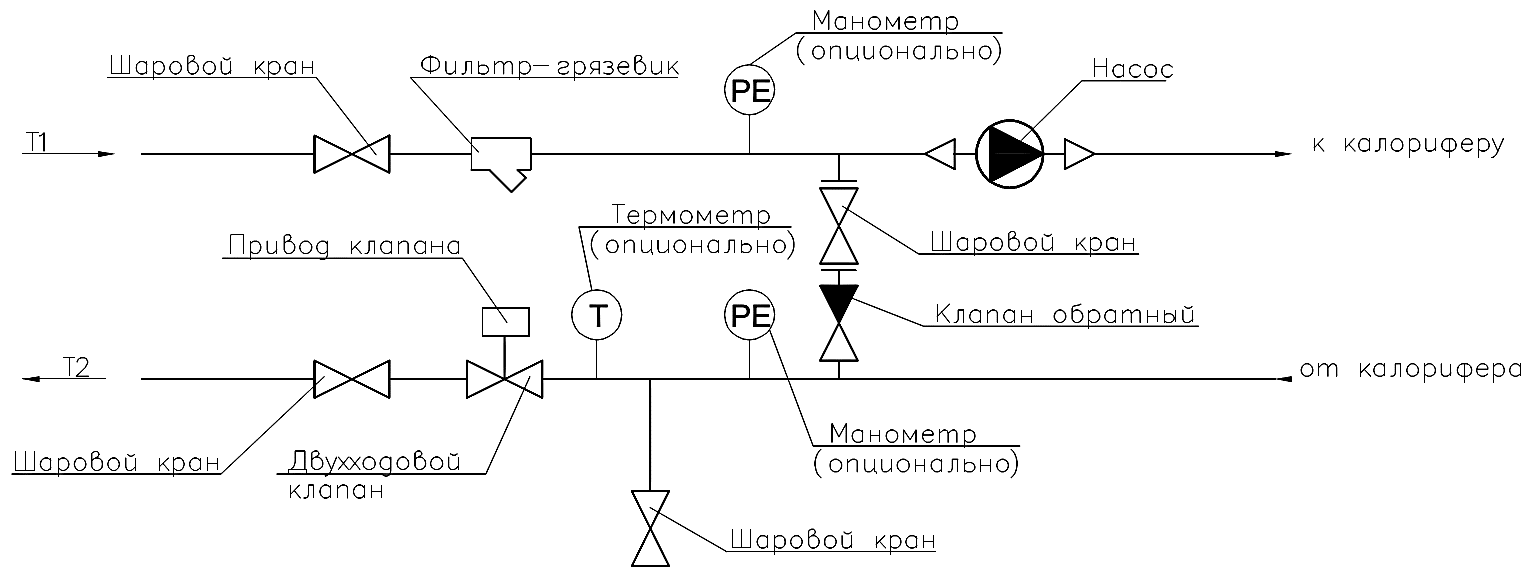 Манометр
(опционально)
Шаровой кран
Фильтр-грязевик
Насос
PE
T1
к калориферу
Термометр
(опционально)
Шаровой кран
Привод клапана
T
PE
Клапан обратный
T2
от калорифера
Манометр
(опционально)
Шаровой кран
Двухходовой
клапан
Шаровой кран